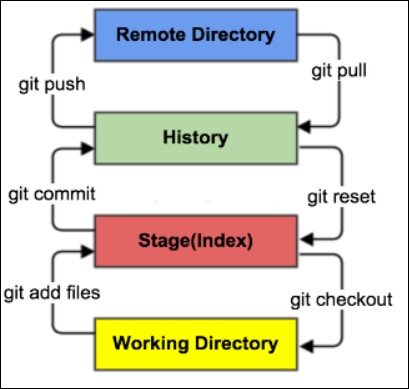 Remote Directory
git push
git pull
History
git commit
git reset
Stage(Index)
git add files
git checkout
Working Directory